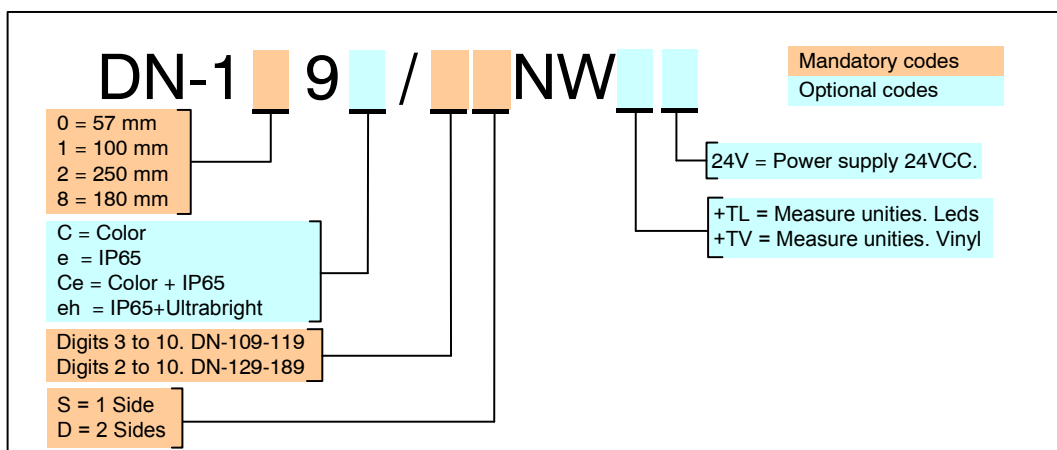 DN-1 9 / NW
Mandatory codes
Optional codes
0 = 57 mm
1 = 100 mm
2 = 250 mm
8 = 180 mm
24V = Power supply 24VCC.
+TL = Measure unities. Leds
+TV = Measure unities. Vinyl
C = Color
e = IP65
Ce = Color + IP65
eh = IP65+Ultrabright
Digits 3 to 10. DN-109-119
Digits 2 to 10. DN-129-189
S = 1 Side
D = 2 Sides